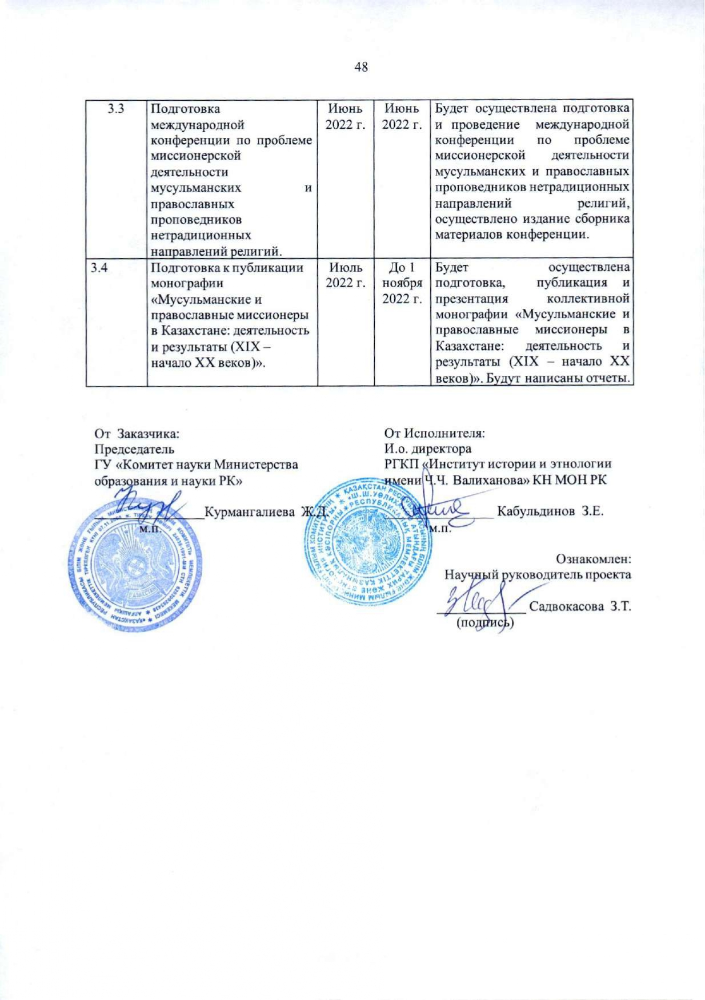 48
3.3
Подготовка
международной
конференции по проблеме
миссионерской
деятельности
мусульманских и
православных
проповедников
нетрадиционных
направлений религий.
Июнь
2022 г.
Июнь
2022 г.
Будет осуществлена подготовка
и проведение международной
конференции по проблеме
миссионерской деятельности
мусульманских и православных
проповедников нетрадиционных
направлений религий,
осуществлено издание сборника
материалов конференции.
3.4
Подготовка к публикации
монографии
«Мусульманские и
православные миссионеры
в Казахстане: деятельность
и результаты (XIX –
начало XX веков)».
Июль
2022 г.
До 1
ноября
2022 г.
Будет осуществлена
подготовка, публикация и
презентация коллективной
монографии «Мусульманские и
православные миссионеры в
Казахстане: деятельность и
результаты (XIX – начало XX
веков)». Будут написаны отчеты.
От Заказчика:
Председатель
ГУ «Комитет науки Министерства
образования и науки РК»
Курмангалиева Ж.Д.
м.п.
От Исполнителя:
И.о. директора
РГКП «Институт истории и этнологии
имени Ч.Ч. Валиханова» КН МОН РК
Кабульдинов З.Е.
м.п.
Ознакомлен:
Научный руководитель проекта
Садвокасова З.Т.
(подпись)